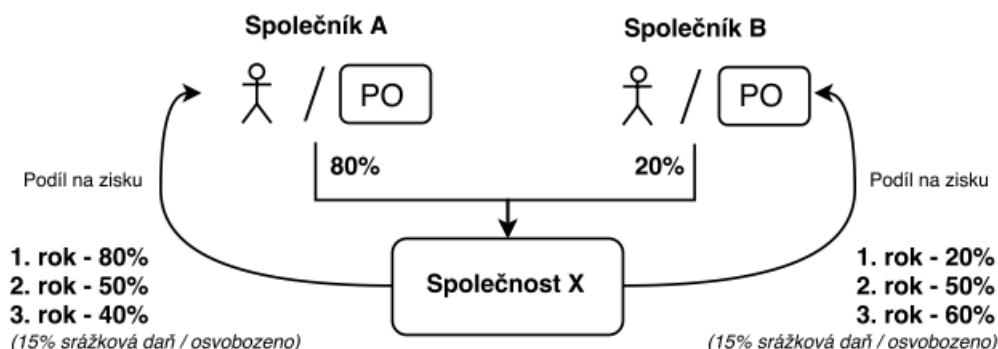 Společník A
Společník B
PO
PO
80%
20%
Podíl na zisku
Podíl na zisku
Společnost X
1. rok - 80%
2. rok - 50%
3. rok - 40%
(15% srážková daň / osvobozeno)
1. rok - 20%
2. rok - 50%
3. rok - 60%
(15% srážková daň / osvobozeno)